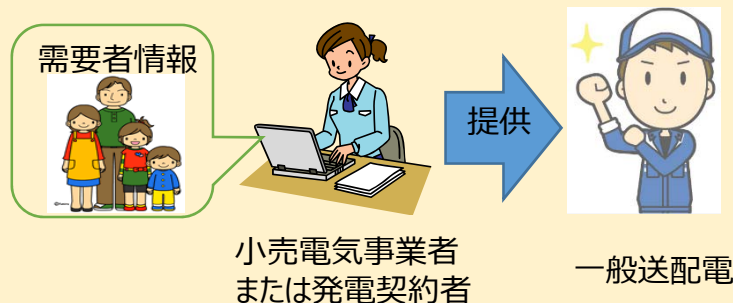 需要者情報
提供
小売電気事業者
または発電契約者
一般送配電